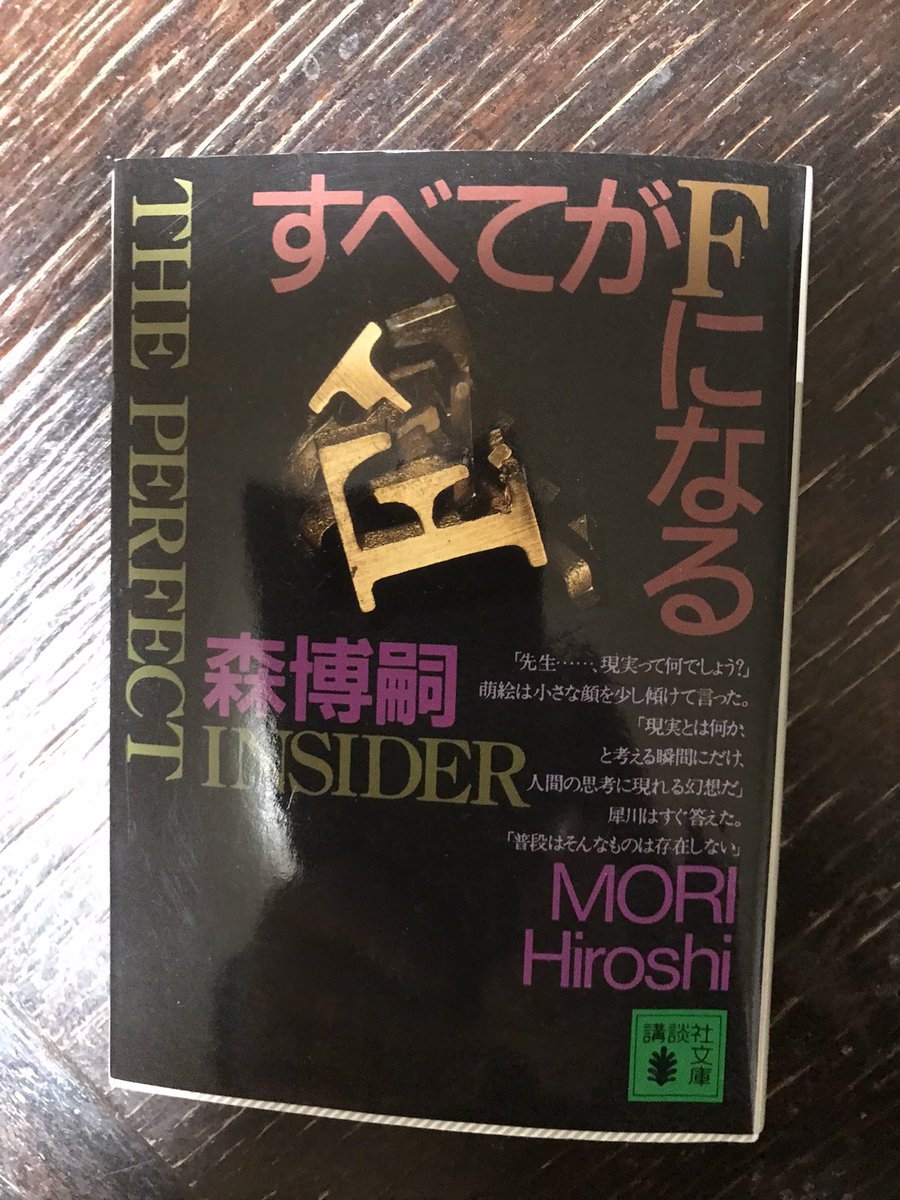 すべてがFになる
THE PERFECT
INSIDER
森博嗣
「先生……、現実って何でしょう?」
萌絵は小さな顔を少し傾けて言った。
「現実とは何か、
と考える瞬間にだけ、
人間の思考に現れる幻想だ」
犀川はすぐ答えた。
「普段はそんなものは存在しない」
MORI
Hiroshi
講談社
文庫